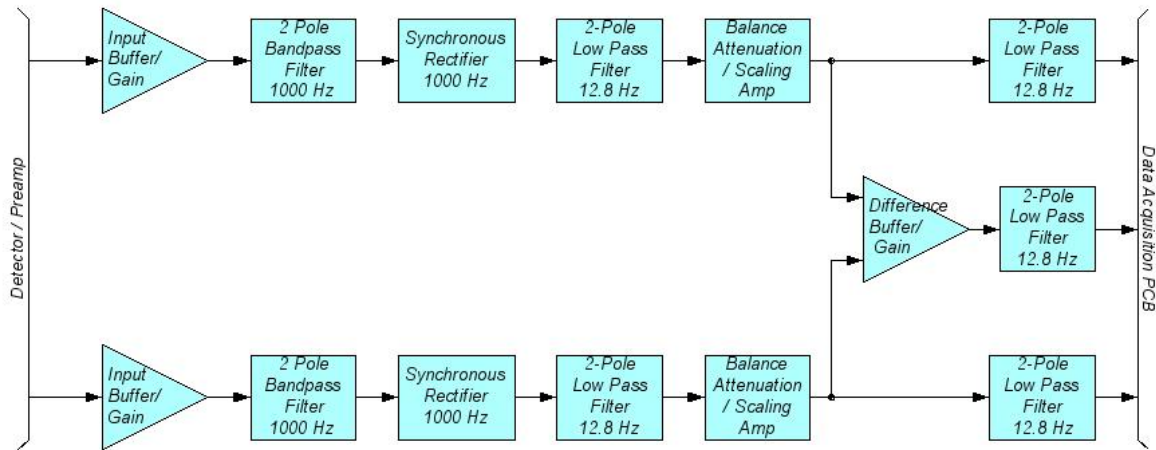 Detector / Preamp
Input
Buffer/
Gain
2 Pole
Bandpass
Filter
1000 Hz
Synchronous
Rectifier
1000 Hz
2-Pole
Low Pass
Filter
12.8 Hz
Balance
Attenuation
/ Scaling
Amp
2-Pole
Low Pass
Filter
12.8 Hz
Difference
Buffer/
Gain
2-Pole
Low Pass
Filter
12.8 Hz
Input
Buffer/
Gain
2 Pole
Bandpass
Filter
1000 Hz
Synchronous
Rectifier
1000 Hz
2-Pole
Low Pass
Filter
12.8 Hz
Balance
Attenuation
/ Scaling
Amp
2-Pole
Low Pass
Filter
12.8 Hz
Data Acquisition PCB